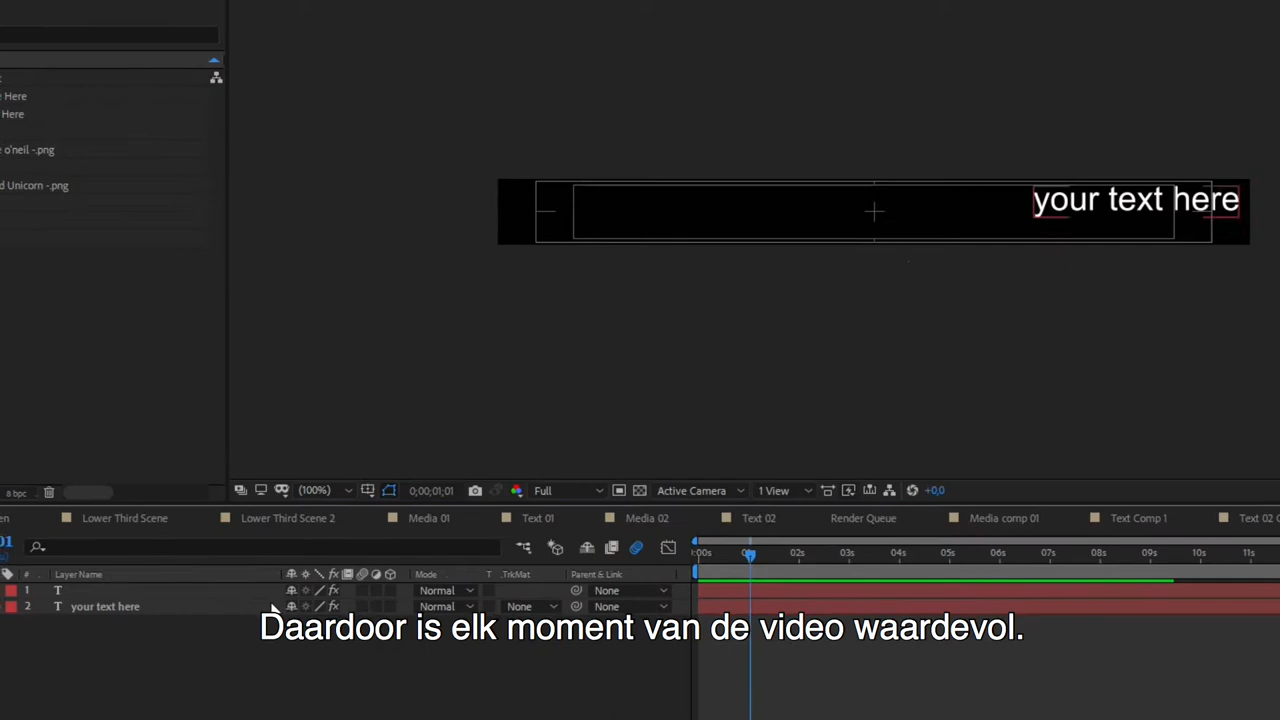 e Here
Here
e o'neil -.png
d Unicorn -.png
your text here
8 bpc
(100%)
0;00;01;01
Full
Active Camera
1 View
+0,0
en
Lower Third Scene
Lower Third Scene 2
Media 01
Text 01
Media 02
Text 02
Render Queue
Media comp 01
Text Comp 1
Text 02 C
01
:00s
02s
03s
04s
05s
06s
07s
08s
09s
10s
11s
#
Layer Name
Mode
T
.TrkMat
Parent & Link
1
T
Normal
None
2
T
your text here
Normal
None
None
Daardoor is elk moment van de video waardevol.